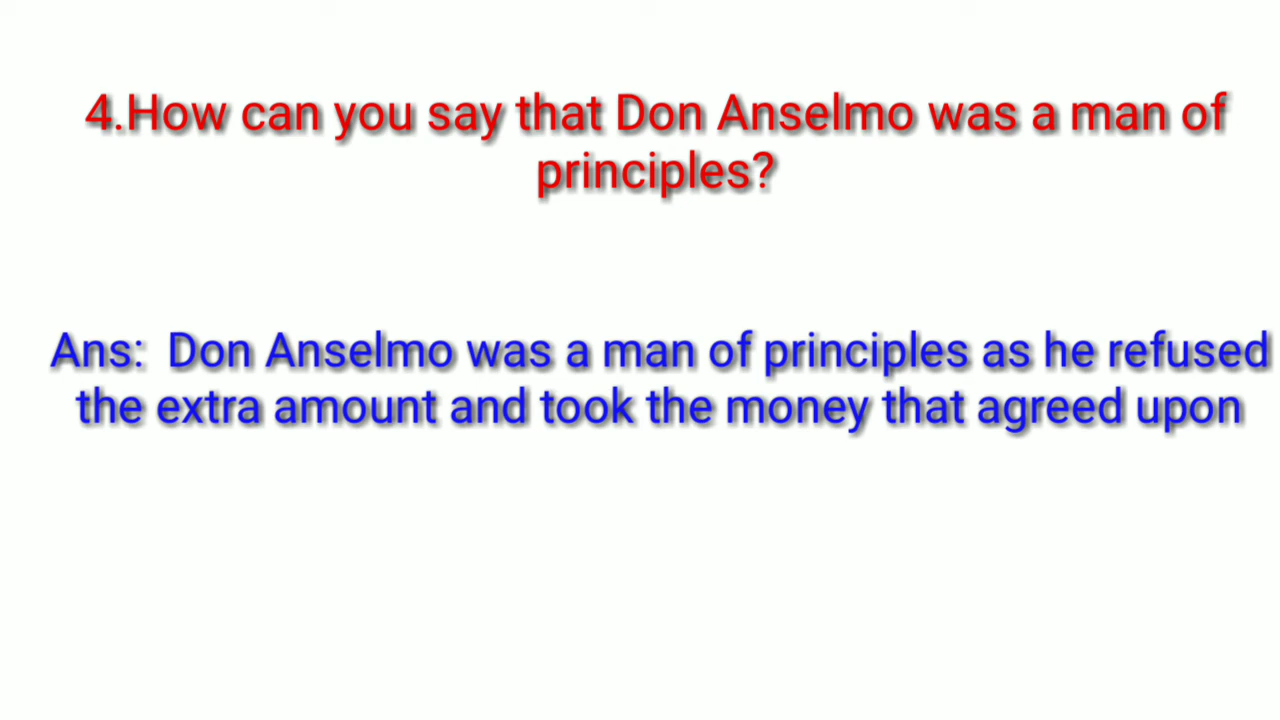 4.How can you say that Don Anselmo was a man of
principles?
Ans: Don Anselmo was a man of principles as he refused
the extra amount and took the money that agreed upon